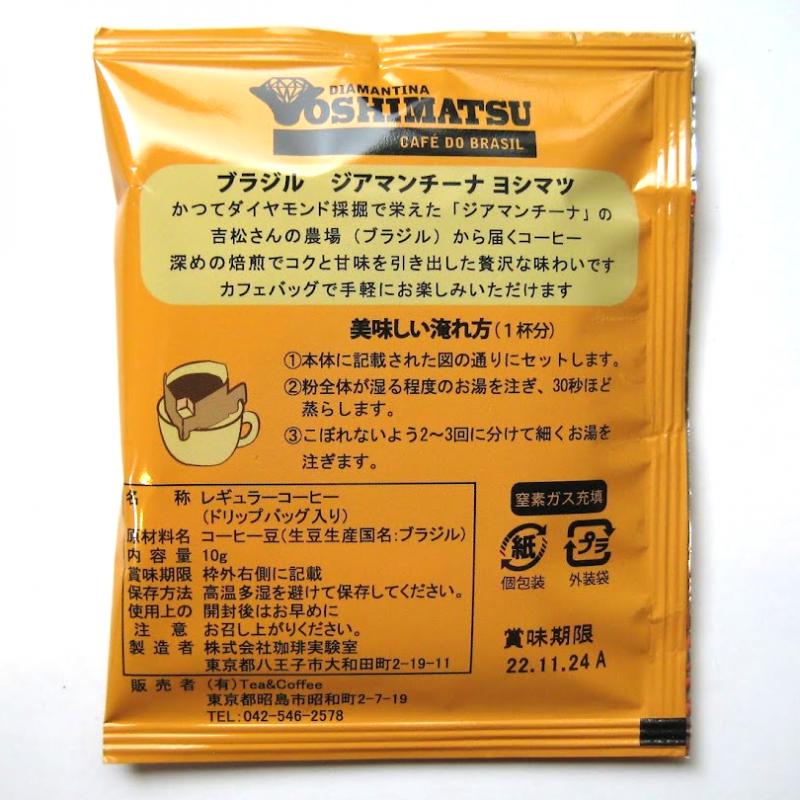 DIAMANTINA
YOSHIMATSU
CAFÉ DO BRASIL
ブラジル ジアマンチーナ ヨシマツ
かつてダイヤモンド採掘で栄えた「ジアマンチーナ」の
吉松さんの農場（ブラジル）から届くコーヒー
深めの焙煎でコクと甘味を引き出した贅沢な味わいです
カフェバッグで手軽にお楽しみいただけます
美味しい淹れ方（１杯分）
①本体に記載された図の通りにセットします。
②粉全体が湿る程度のお湯を注ぎ、30秒ほど
蒸らします。
③こぼれないよう2〜3回に分けて細くお湯を
注ぎます。
名 称 レギュラーコーヒー
（ドリップバッグ入り）
原材料名 コーヒー豆（生豆生産国名:ブラジル）
内容量 10g
賞味期限 枠外右側に記載
保存方法 高温多湿を避けて保存してください。
使用上の 開封後はお早めに
注 意 お召し上がりください。
製造者 株式会社珈琲実験室
東京都八王子市大和田町2-19-11
販売者 （有）Tea&Coffee
東京都昭島市昭和町2-7-19
TEL:042-546-2578
窒素ガス充填
紙 プラ
個包装 外装袋
賞味期限
22.11.24 A